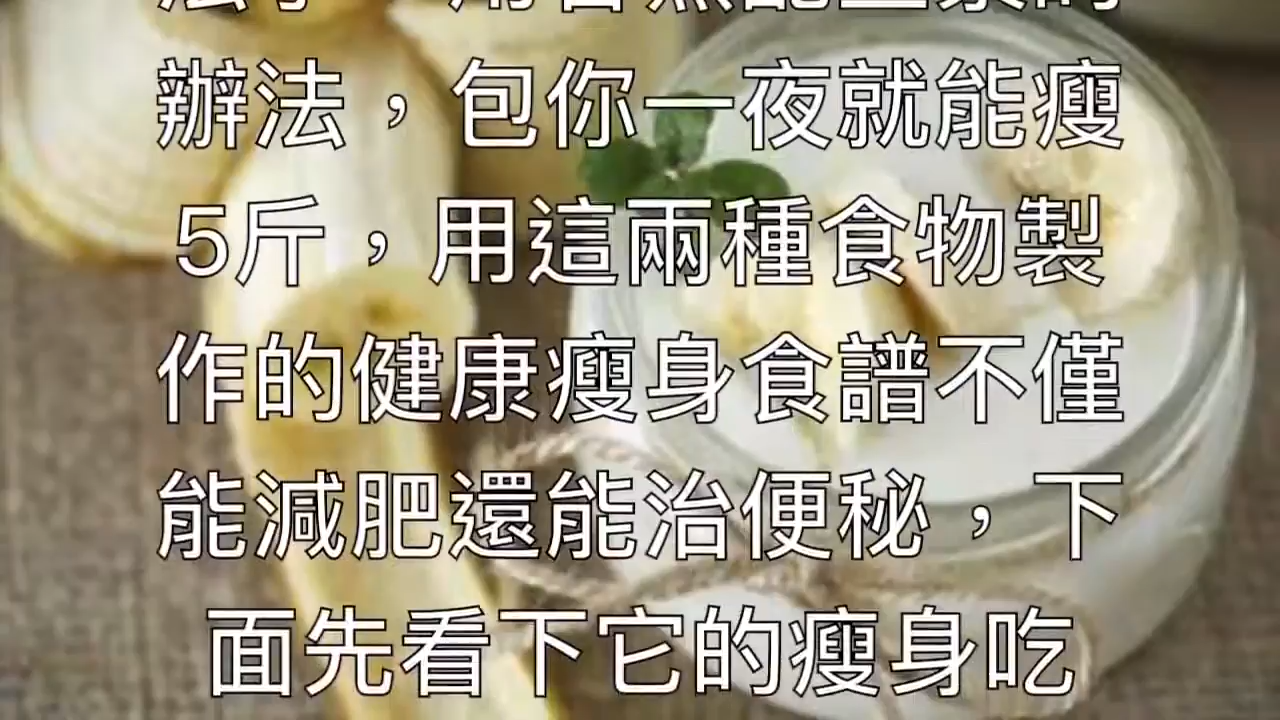 辦法，包你一夜就能瘦
5斤，用這兩種食物製
作的健康瘦身食譜不僅
能減肥還能治便秘，下
面先看下它的瘦身吃